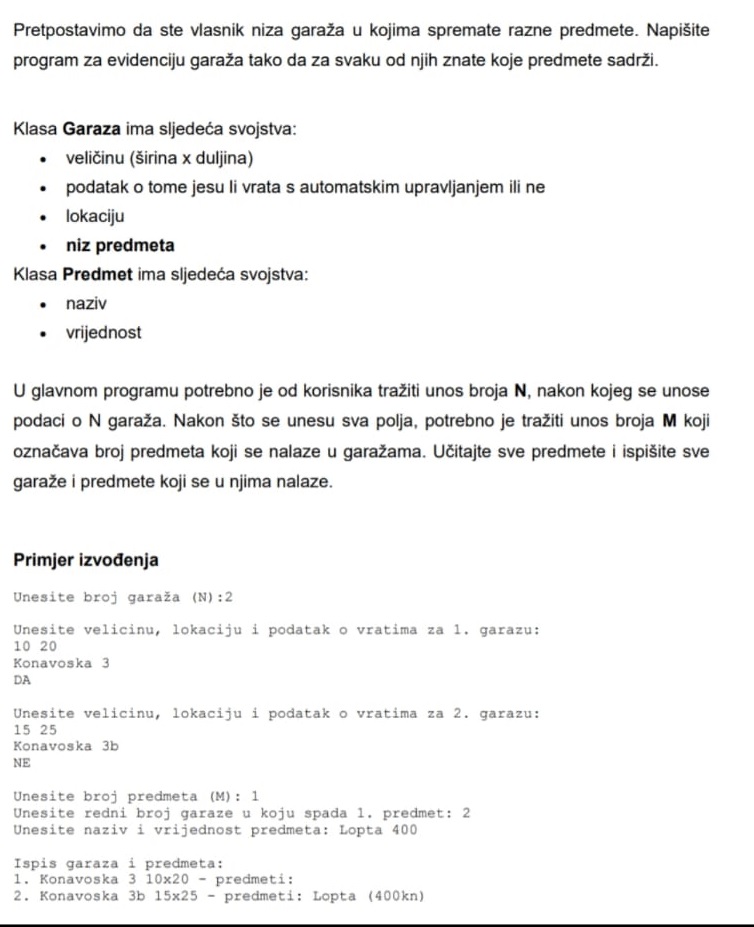 Pretpostavimo da ste vlasnik niza garaža u kojima spremate razne predmete. Napišite
program za evidenciju garaža tako da za svaku od njih znate koje predmete sadrži.
Klasa Garaza ima sljedeća svojstva:
• veličinu (širina x duljina)
• podatak o tome jesu li vrata s automatskim upravljanjem ili ne
• lokaciju
• niz predmeta
Klasa Predmet ima sljedeća svojstva:
• naziv
• vrijednost
U glavnom programu potrebno je od korisnika tražiti unos broja N, nakon kojeg se unose
podaci o N garaža. Nakon što se unesu sva polja, potrebno je tražiti unos broja M koji
označava broj predmeta koji se nalaze u garažama. Učitajte sve predmete i ispišite sve
garaže i predmete koji se u njima nalaze.
Primjer izvođenja
Unesite broj garaža (N):2
Unesite velicinu, lokaciju i podatak o vratima za 1. garazu:
10 20
Konavoska 3
DA
Unesite velicinu, lokaciju i podatak o vratima za 2. garazu:
15 25
Konavoska 3b
NE
Unesite broj predmeta (M): 1
Unesite redni broj garaze u koju spada 1. predmet: 2
Unesite naziv i vrijednost predmeta: Lopta 400
Ispis garaza i predmeta:
1. Konavoska 3 10x20 - predmeti:
2. Konavoska 3b 15x25 - predmeti: Lopta (400kn)